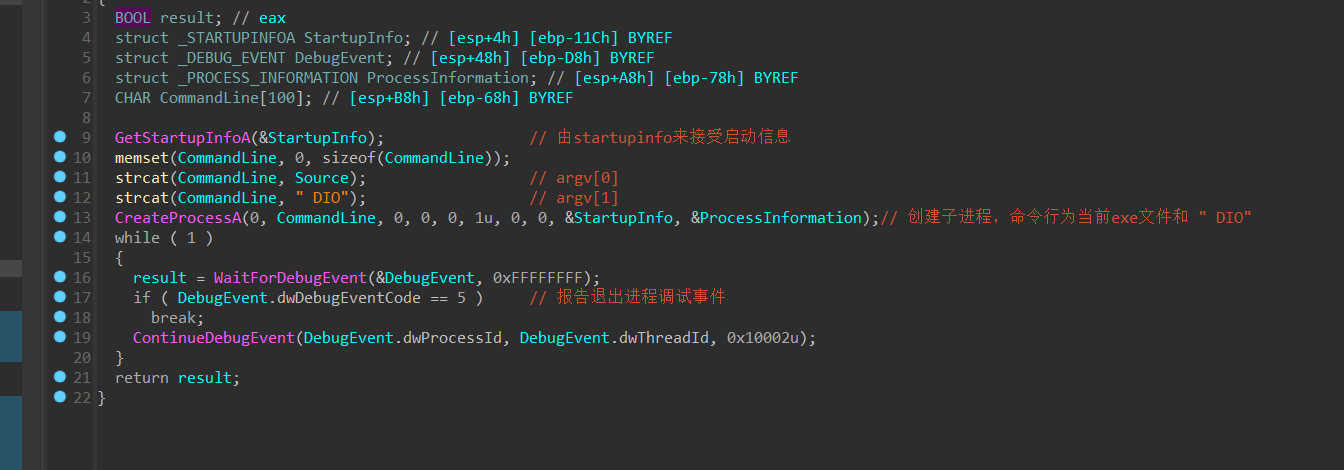 2 {
3 BOOL result; // eax
4 struct _STARTUPINFOA StartupInfo; // [esp+4h] [ebp-11Ch] BYREF
5 struct _DEBUG_EVENT DebugEvent; // [esp+48h] [ebp-D8h] BYREF
6 struct _PROCESS_INFORMATION ProcessInformation; // [esp+A8h] [ebp-78h] BYREF
7 CHAR CommandLine[100]; // [esp+B8h] [ebp-68h] BYREF
8
9 GetStartupInfoA(&StartupInfo); // 由startupinfo来接受启动信息
10 memset(CommandLine, 0, sizeof(CommandLine));
11 strcat(CommandLine, Source); // argv[0]
12 strcat(CommandLine, " DIO"); // argv[1]
13 CreateProcessA(0, CommandLine, 0, 0, 0, 1u, 0, 0, &StartupInfo, &ProcessInformation);// 创建子进程，命令行为当前exe文件和 " DIO"
14 while ( 1 )
15 {
16 result = WaitForDebugEvent(&DebugEvent, 0xFFFFFFFF);
17 if ( DebugEvent.dwDebugEventCode == 5 ) // 报告退出进程调试事件
18 break;
19 ContinueDebugEvent(DebugEvent.dwProcessId, DebugEvent.dwThreadId, 0x10002u);
20 }
21 return result;
22 }